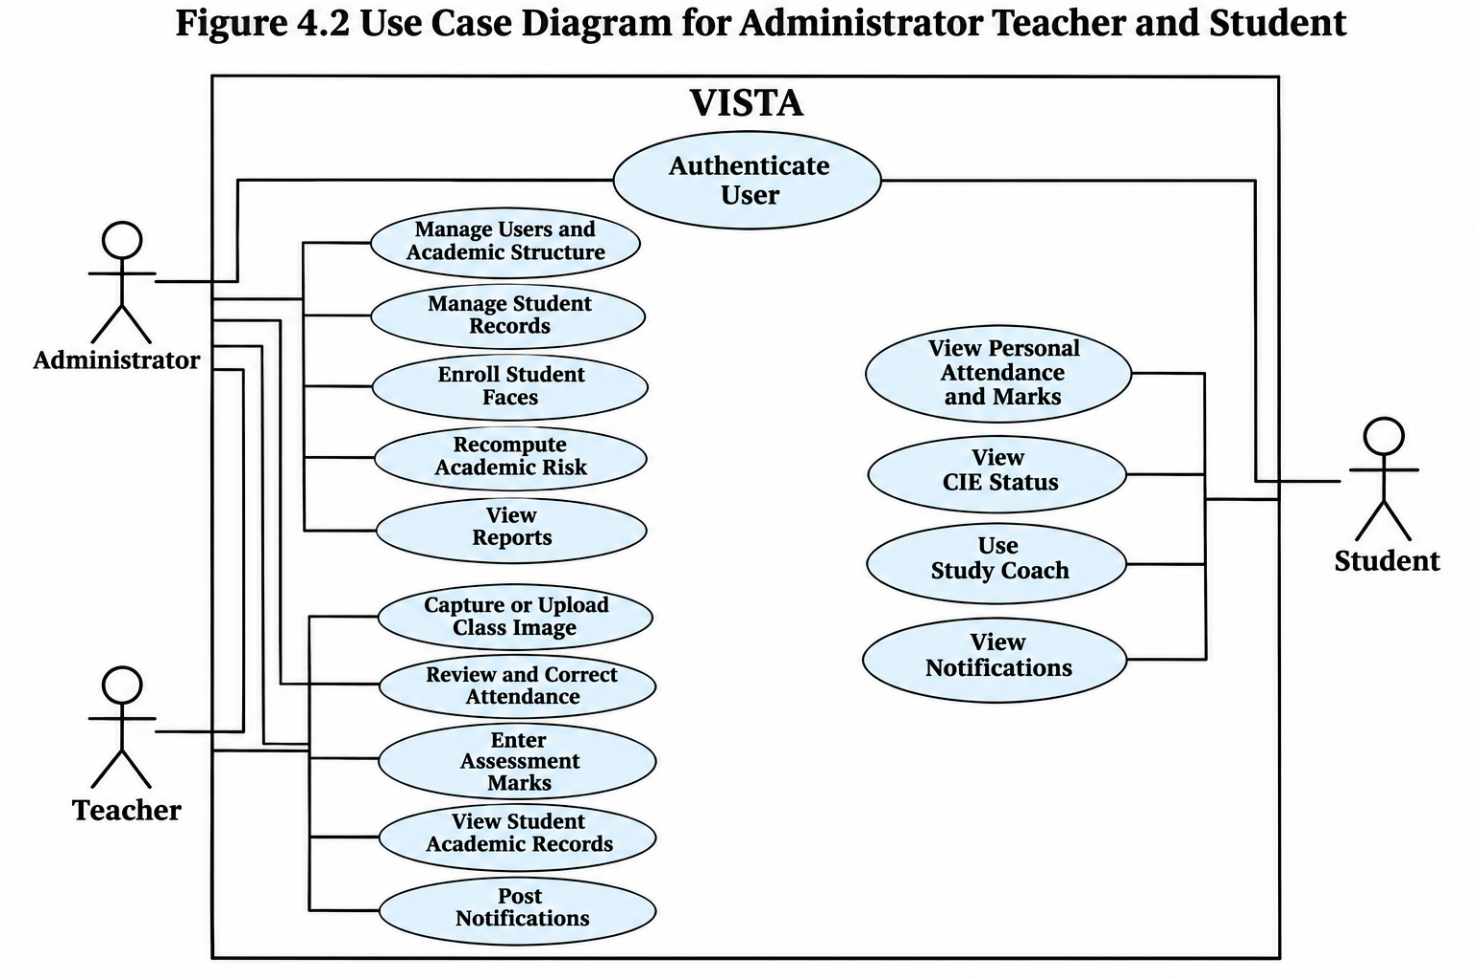 Figure 4.2 Use Case Diagram for Administrator Teacher and Student
VISTA
Authenticate
User
Manage Users and
Academic Structure
Manage Student
Records
Enroll Student
Faces
Recompute
Academic Risk
View
Reports
Capture or Upload
Class Image
Review and Correct
Attendance
Enter
Assessment
Marks
View Student
Academic Records
Post
Notifications
Administrator
Teacher
View Personal
Attendance
and Marks
View
CIE Status
Use
Study Coach
View
Notifications
Student